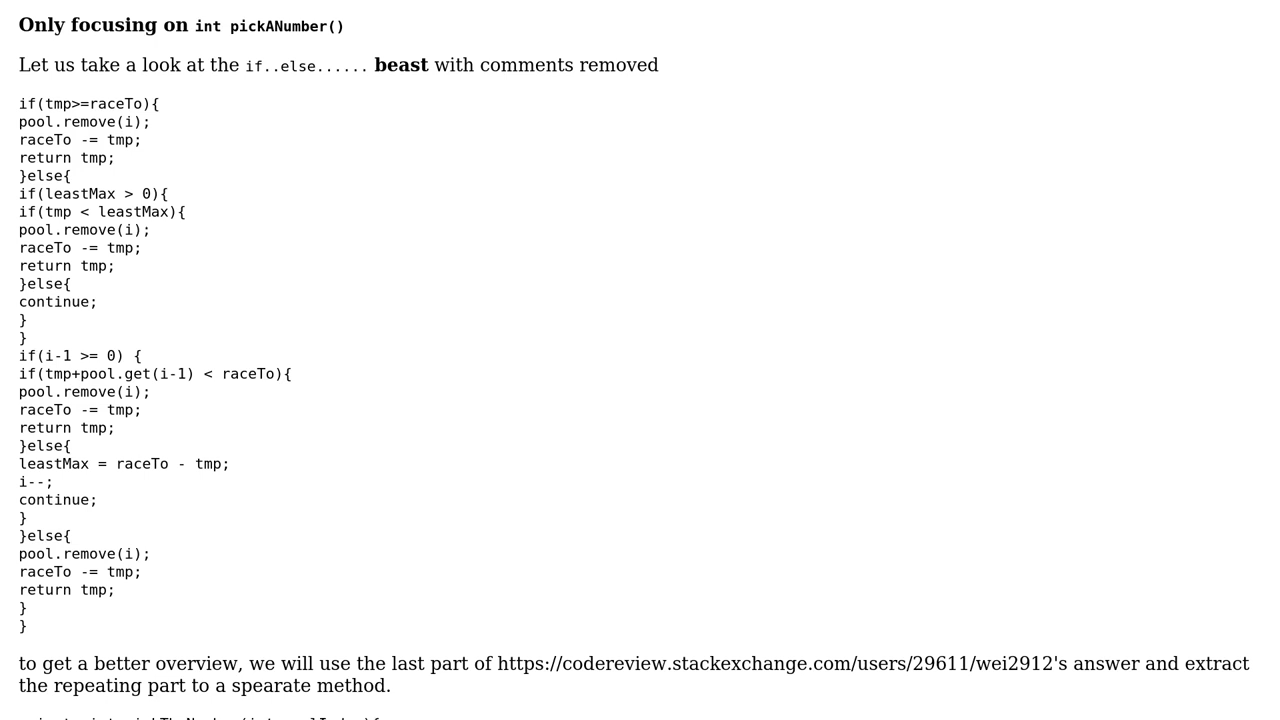 Only focusing on int pickANumber()
Let us take a look at the if..else...... beast with comments removed
if(tmp>=raceTo){
pool.remove(i);
raceTo -= tmp;
return tmp;
}else{
if(leastMax > 0){
if(tmp < leastMax){
pool.remove(i);
raceTo -= tmp;
return tmp;
}else{
continue;
}
}
if(i-1 >= 0) {
if(tmp+pool.get(i-1) < raceTo){
pool.remove(i);
raceTo -= tmp;
return tmp;
}else{
leastMax = raceTo - tmp;
i--;
continue;
}
}else{
pool.remove(i);
raceTo -= tmp;
return tmp;
}
}
to get a better overview, we will use the last part of https://codereview.stackexchange.com/users/29611/wei2912's answer and extract
the repeating part to a spearate method.